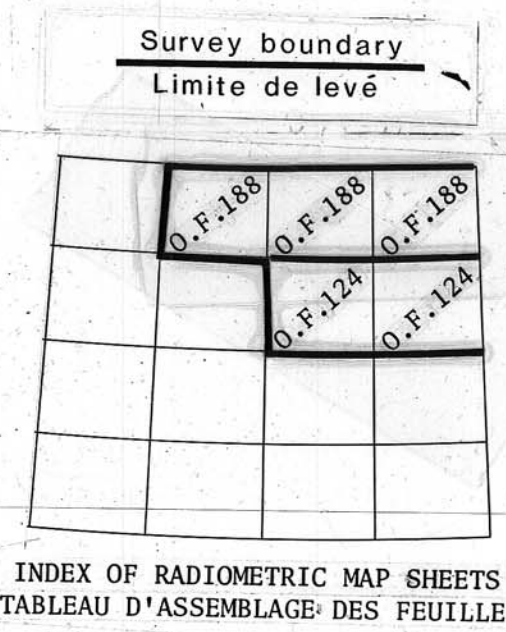 Survey boundary
Limite de levé
O.F.188 O.F.188 O.F.188
O.F.124 O.F.124
INDEX OF RADIOMETRIC MAP SHEETS
TABLEAU D'ASSEMBLAGE DES FEUILLE